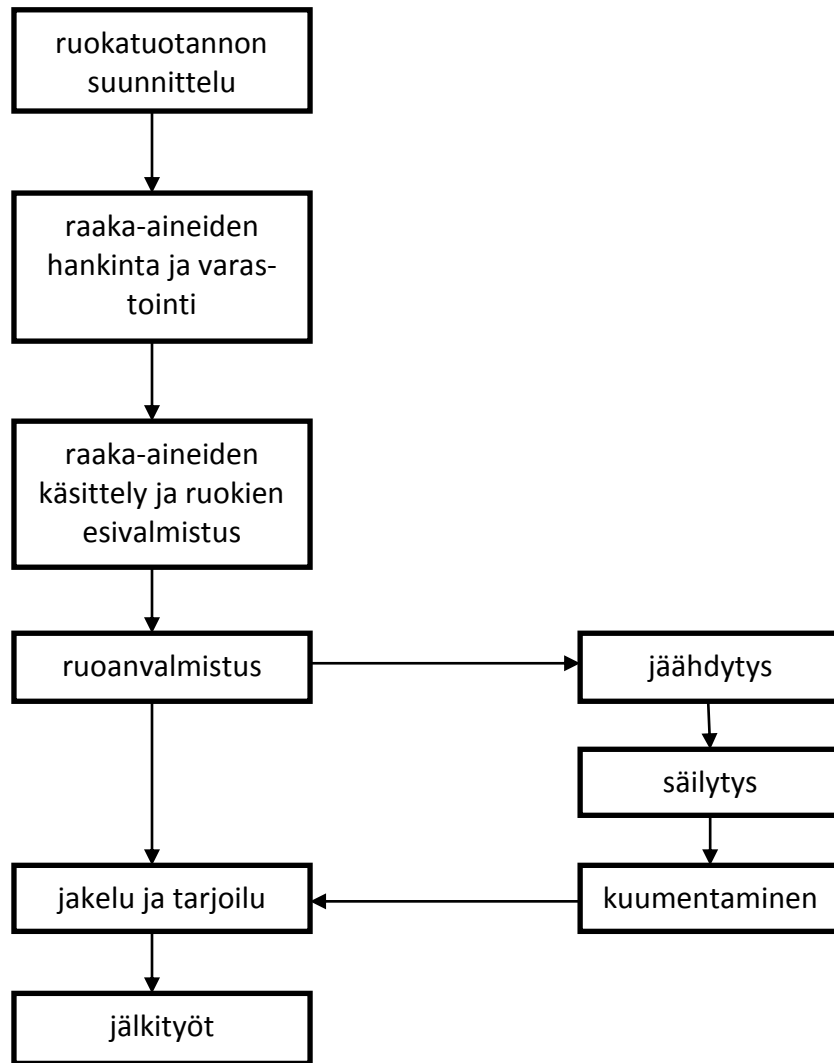 ruokatuotannon
suunnittelu
raaka-aineiden
hankinta ja varas-
tointi
raaka-aineiden
käsittely ja ruokien
esivalmistus
ruoanvalmistus
jäähdytys
säilytys
jakelu ja tarjoilu
kuumentaminen
jälkityöt